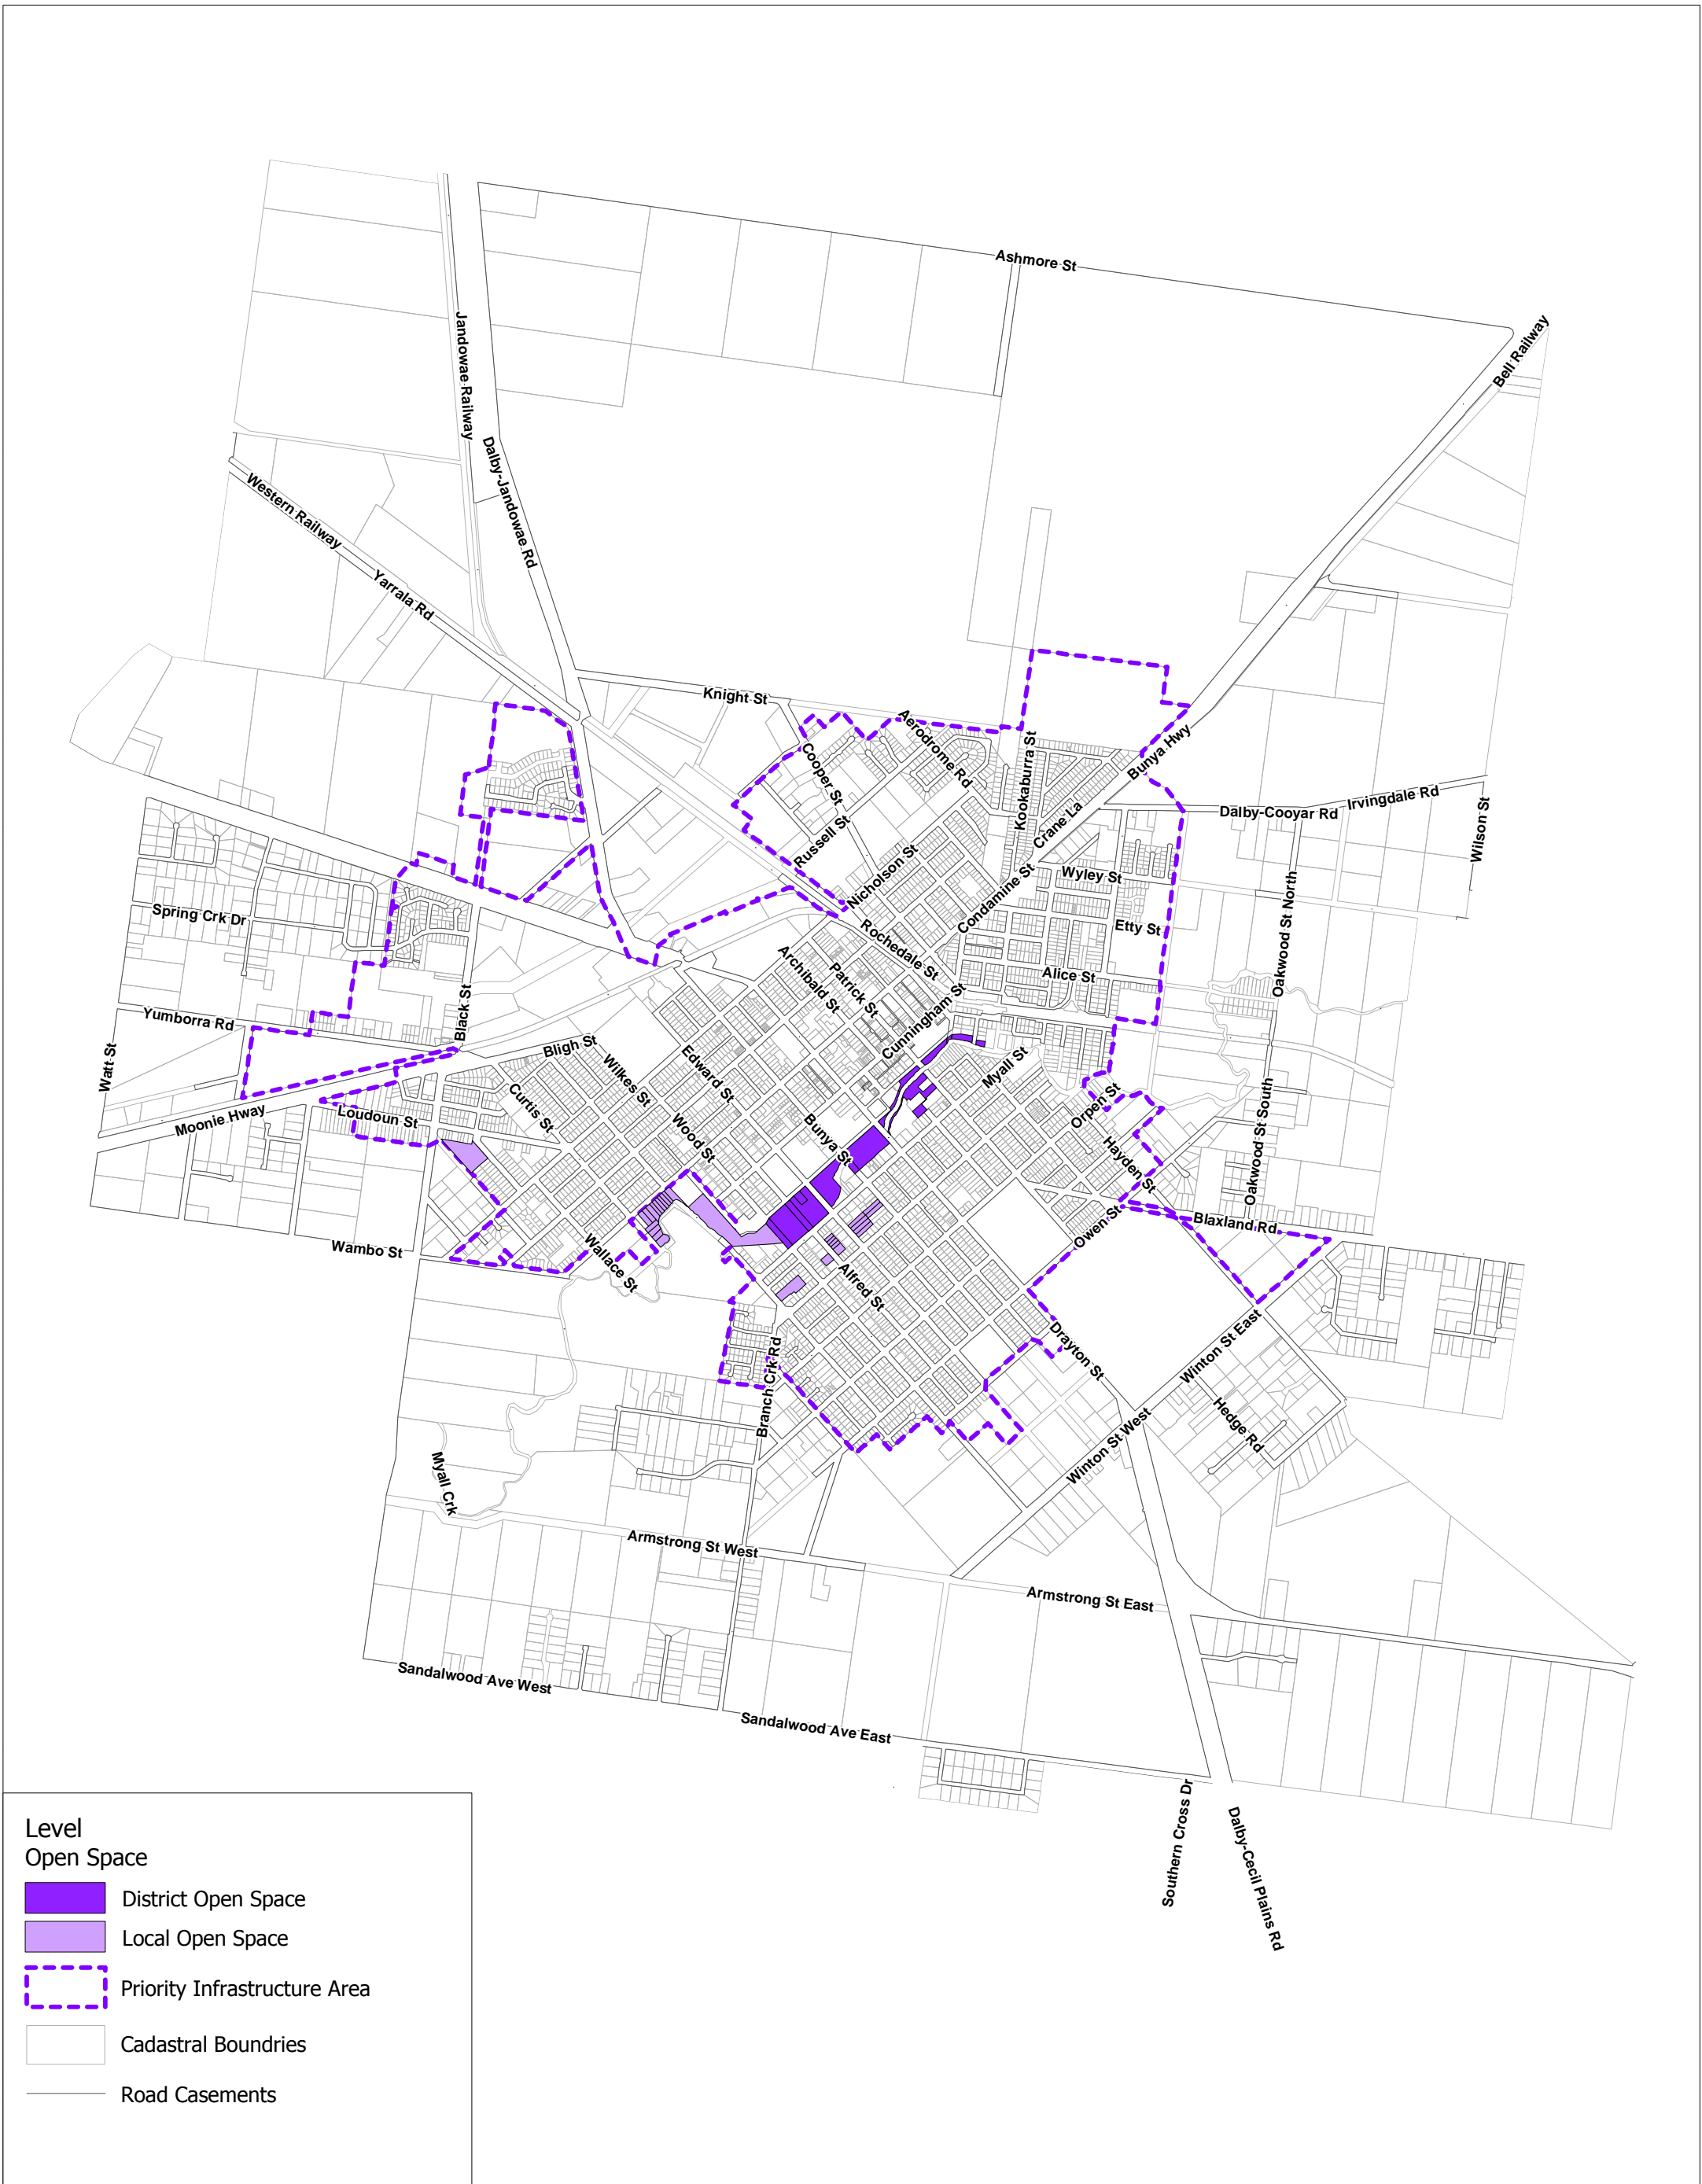 Ashmore St
Bell Railway
Jandowae Railway
Dalby-Jandowae Rd
Western Railway
Yarrala Rd
Knight St
Aerodrome Rd
Cooper St
Kookaburra St
Bunya Hwy
Crane La
Dalby-Cooyar Rd
Irvingdale Rd
Wilson St
Russell St
Nicholson St
Condamine St
Wyley St
Spring Crk Dr
Rochedale St
Etty St
Oakwood St North
Archibald St
Patrick St
Alice St
Yumborra Rd
Black St
Cunningham St
Watt St
Bligh St
Wilkes St
Edward St
Myall St
Moonie Hway
Loudoun St
Curtis St
Wood St
Bunya St
Orpen St
Hayden St
Oakwood St South
Owen St
Blaxland Rd
Wambo St
Wallace St
Alfred St
Drayton St
Winton St East
Branch Crk Rd
Hedge Rd
Winton St West
Myall Crk
Armstrong St West
Armstrong St East
Sandalwood Ave West
Sandalwood Ave East
Southern Cross Dr
Dalby-Cecil Plains Rd
Level
Open Space
District Open Space
Local Open Space
Priority Infrastructure Area
Cadastral Boundries
Road Casements